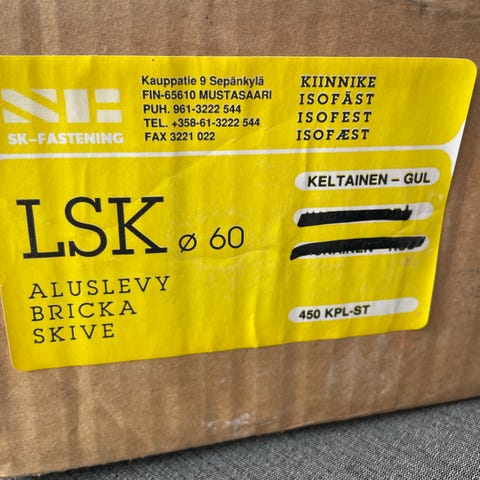 SK
SK-FASTENING
Kauppatie 9 Sepänkylä
FIN-65610 MUSTASAARI
PUH. 961-3222 544
TEL. +358-61-3222 544
FAX 3221 022
KIINNIKE
ISOFÄST
ISOFEST
ISOFÆST
KELTAINEN – GUL
LSK ø 60
450 KPL-ST
ALUSLEVY
BRICKA
SKIVE